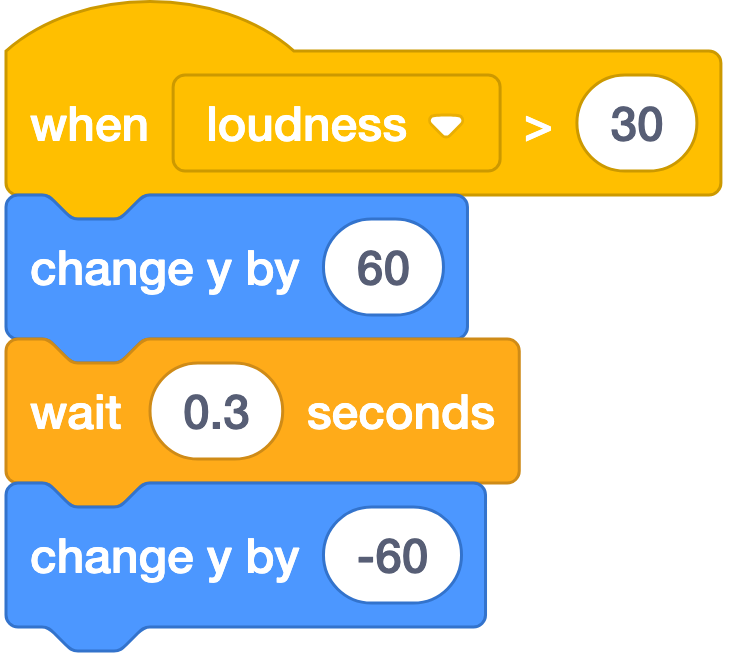 when loudness > 30
change y by 60
wait 0.3 seconds
change y by -60